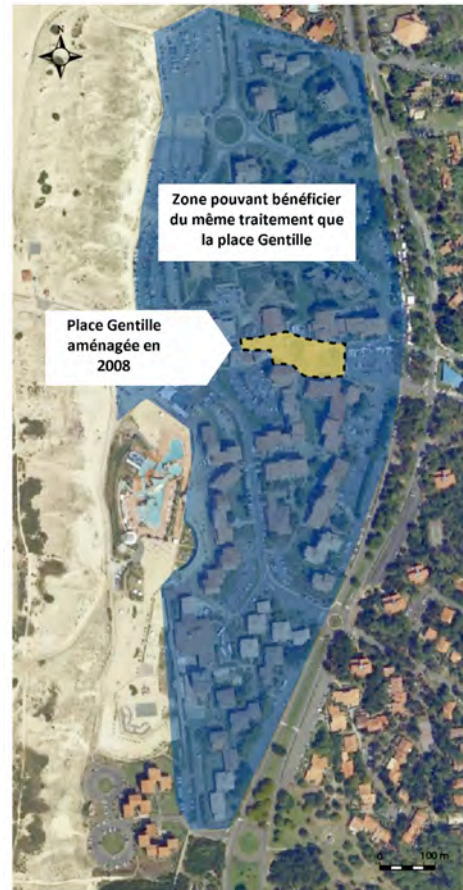 N
Zone pouvant bénéficier
du même traitement que
la place Gentille
Place Gentille
aménagée en
2008
0 100 m